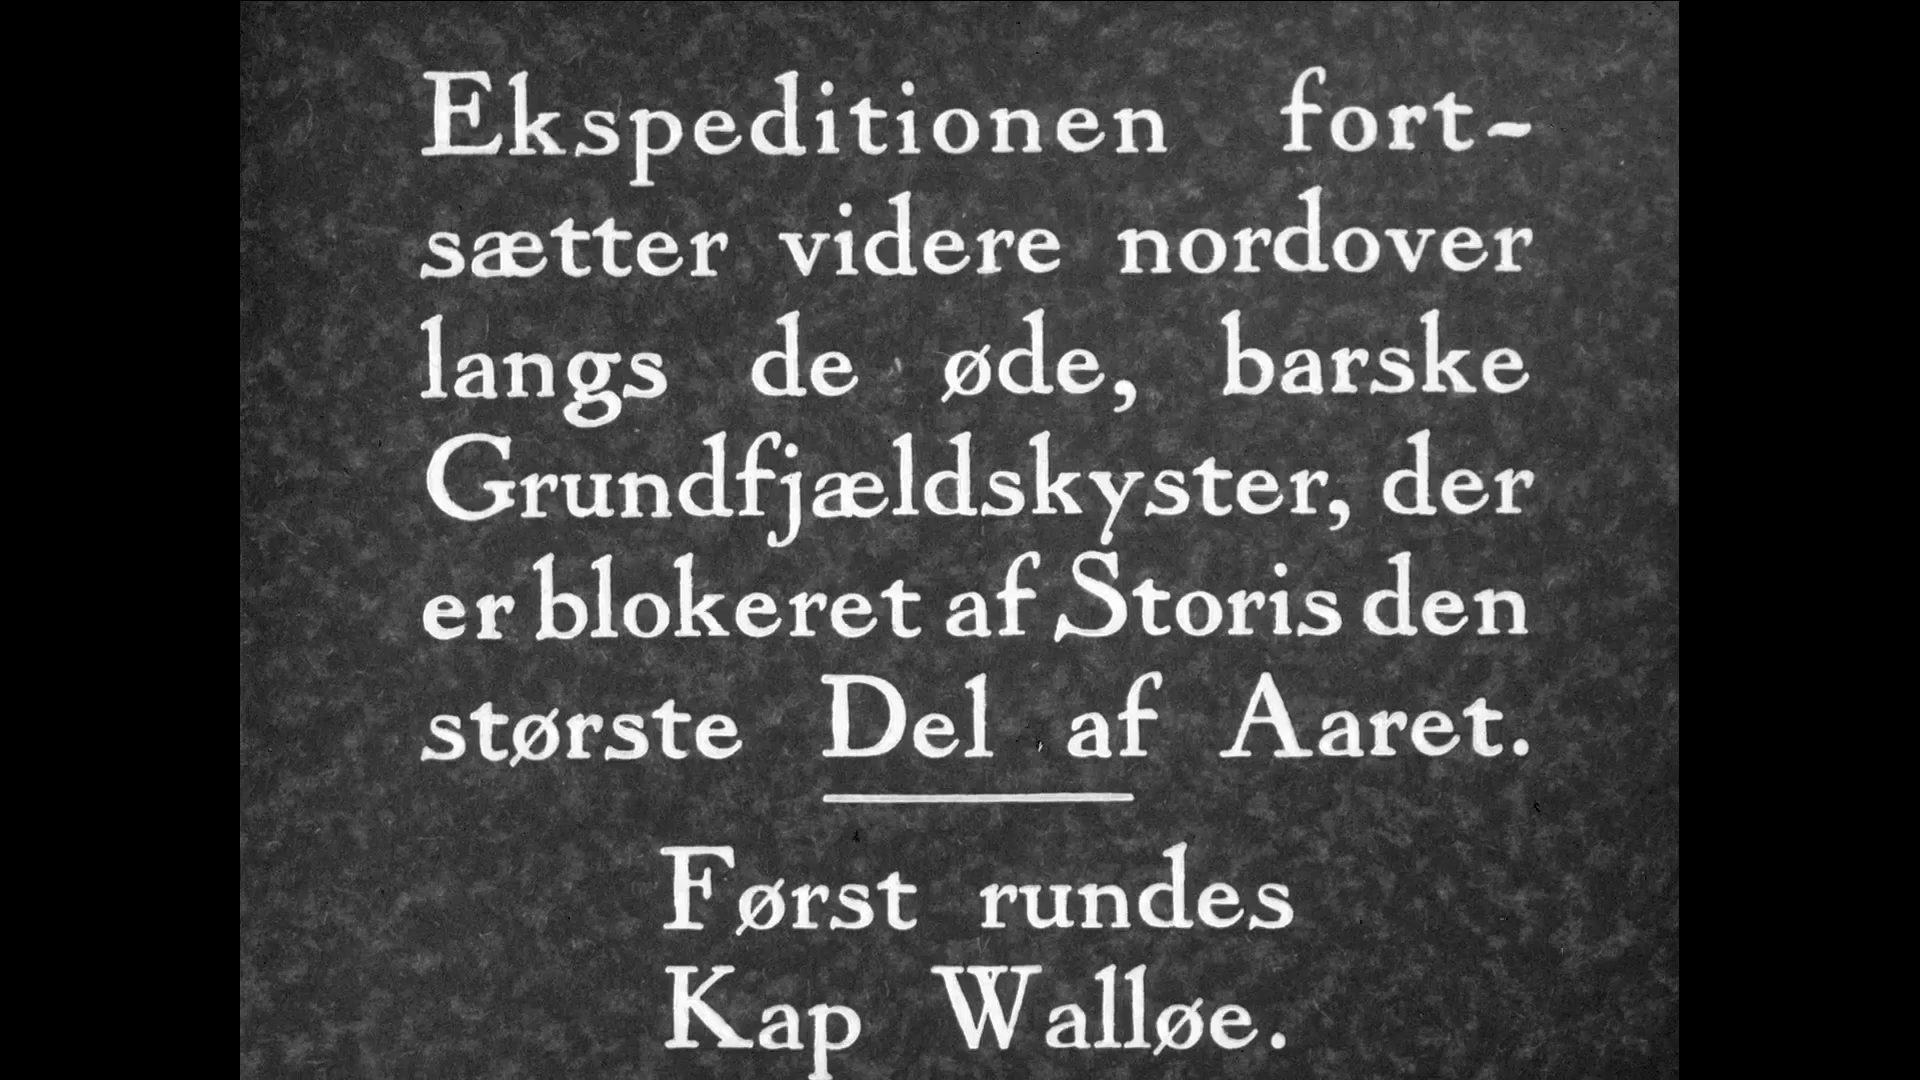 Ekspeditionen fort-
sætter videre nordover
langs de øde, barske
Grundfjældskyster, der
er blokeret af Storis den
største Del af Aaret.
Først rundes
Kap Walløe.